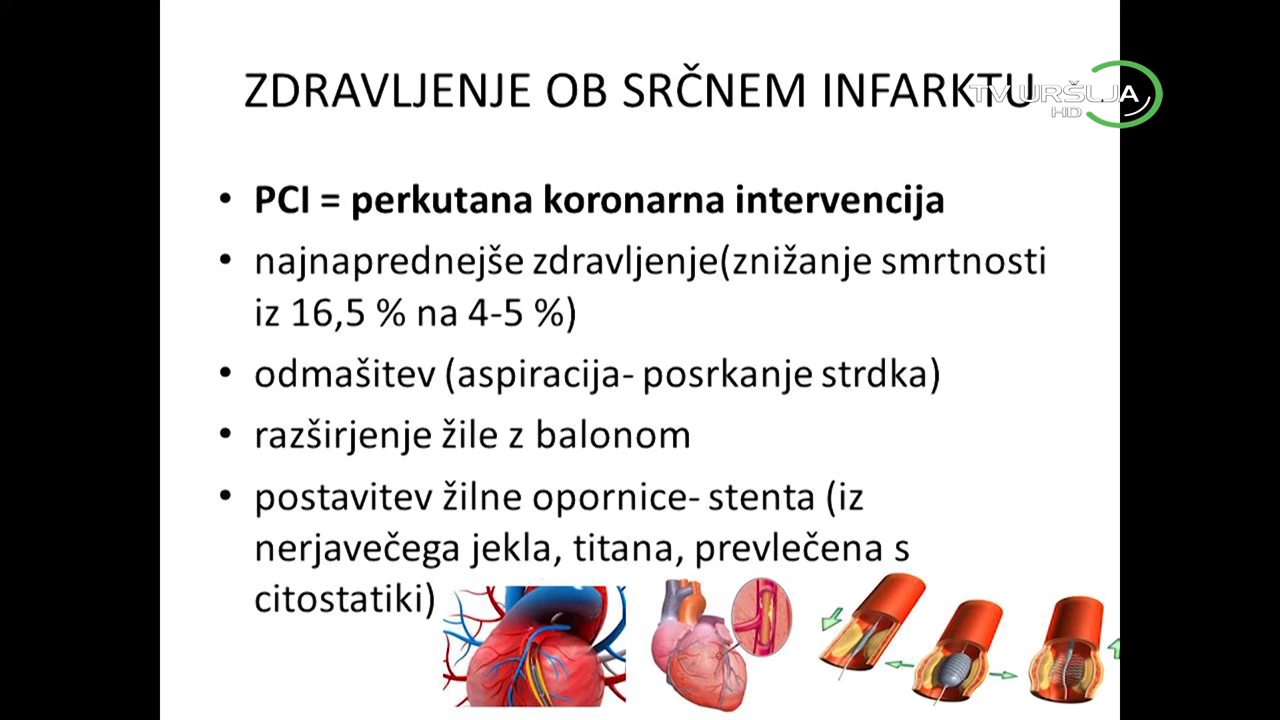 ZDRAVLJENJE OB SRČNEM INFARKTU
TV URŠLJA
HD
• PCI = perkutana koronarna intervencija
• najnaprednejše zdravljenje(znižanje smrtnosti
iz 16,5 % na 4-5 %)
• odmašitev (aspiracija- posrkanje strdka)
• razširjenje žile z balonom
• postavitev žilne opornice- stenta (iz
nerjavečega jekla, titana, prevlečena s
citostatiki)